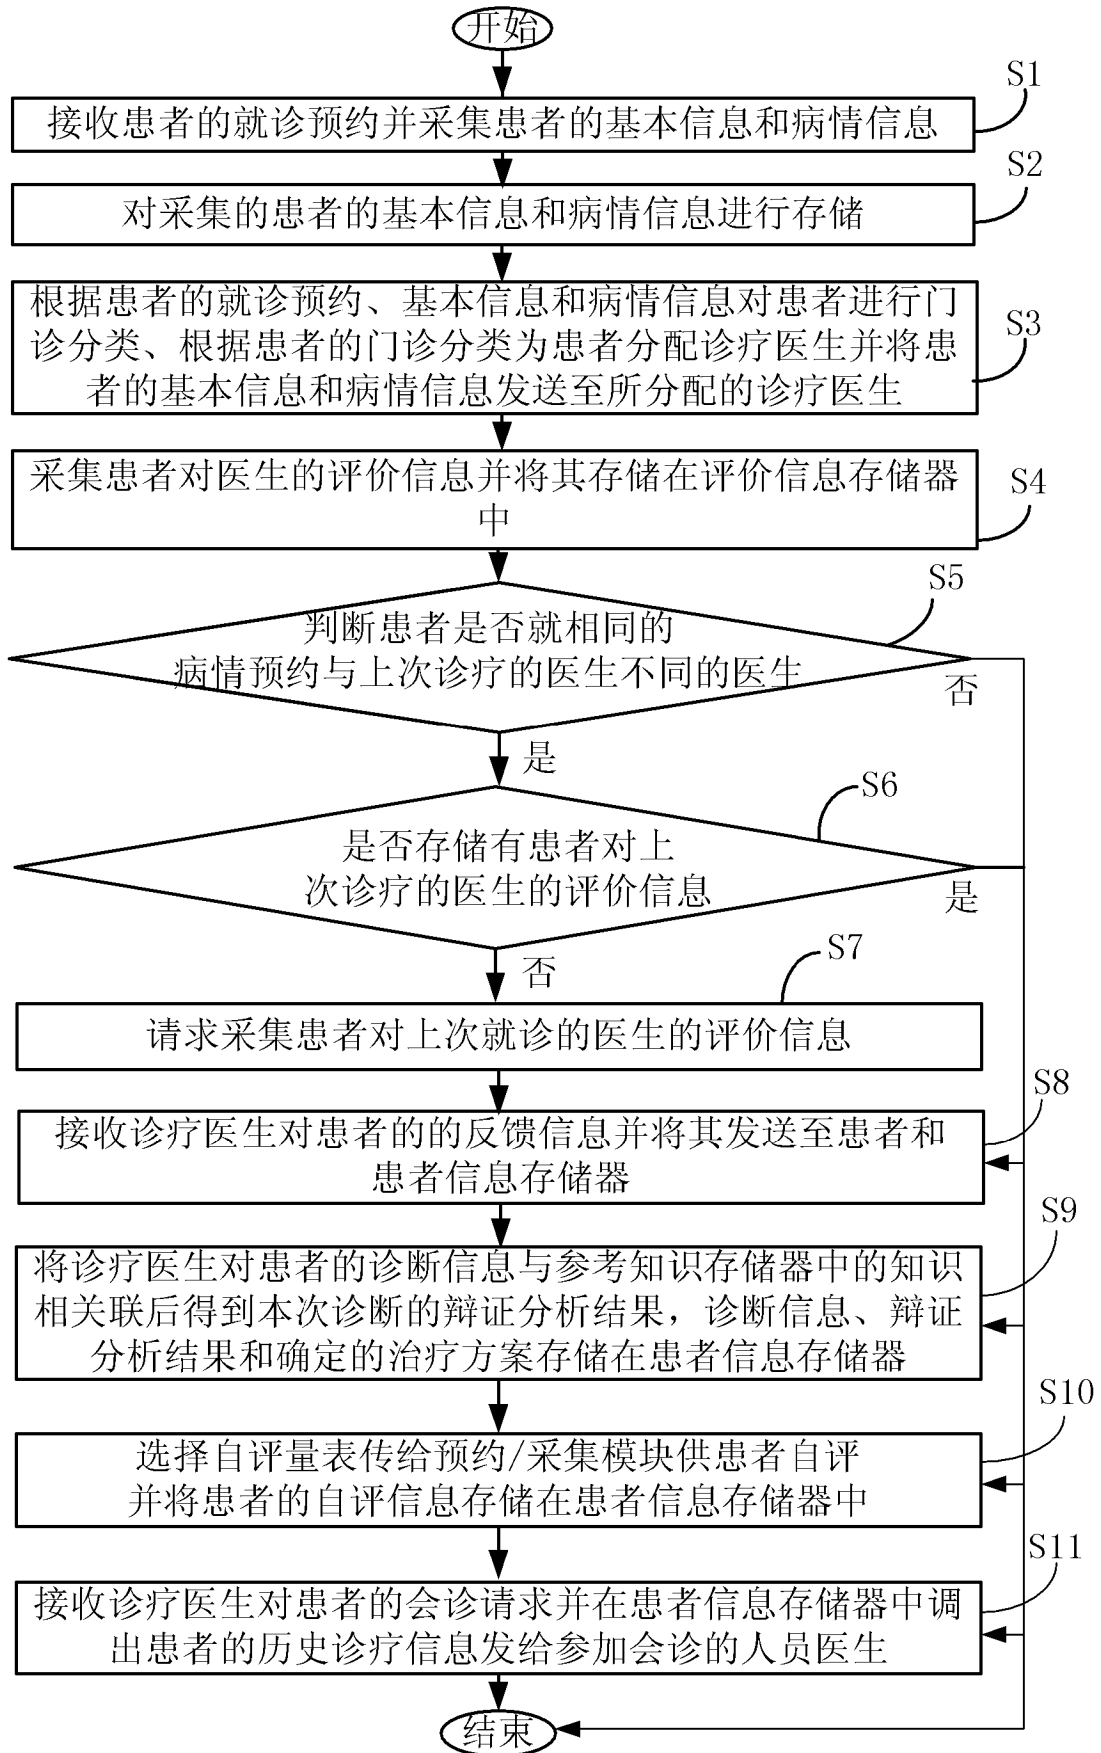 开始
S1
接收患者的就诊预约并采集患者的基本信息和病情信息
S2
对采集的患者的基本信息和病情信息进行存储
根据患者的就诊预约、基本信息和病情信息对患者进行门
S3
诊分类、根据患者的门诊分类为患者分配诊疗医生并将患
者的基本信息和病情信息发送至所分配的诊疗医生
采集患者对医生的评价信息并将其存储在评价信息存储器
S4
中
S5
判断患者是否就相同的
病情预约与上次诊疗的医生不同的医生
否
是
S6
是否存储有患者对上
次诊疗的医生的评价信息
是
否
S7
请求采集患者对上次就诊的医生的评价信息
S8
接收诊疗医生对患者的的反馈信息并将其发送至患者和
患者信息存储器
S9
将诊疗医生对患者的诊断信息与参考知识存储器中的知识
相关联后得到本次诊断的辩证分析结果，诊断信息、辩证
分析结果和确定的治疗方案存储在患者信息存储器
S10
选择自评量表传给预约/采集模块供患者自评
并将患者的自评信息存储在患者信息存储器中
S11
接收诊疗医生对患者的会诊请求并在患者信息存储器中调
出患者的历史诊疗信息发给参加会诊的人员医生
结束